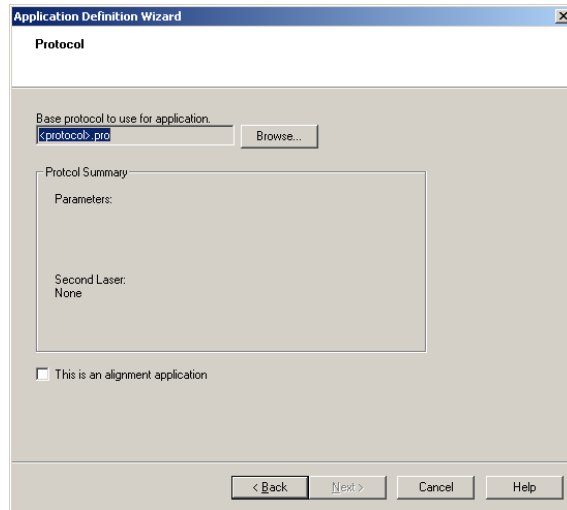 Application Definition Wizard
Protocol
Base protocol to use for application.
<protocol>.pro
Browse...
Protcol Summary
Parameters:
Second Laser:
None
This is an alignment application
< Back
Next >
Cancel
Help